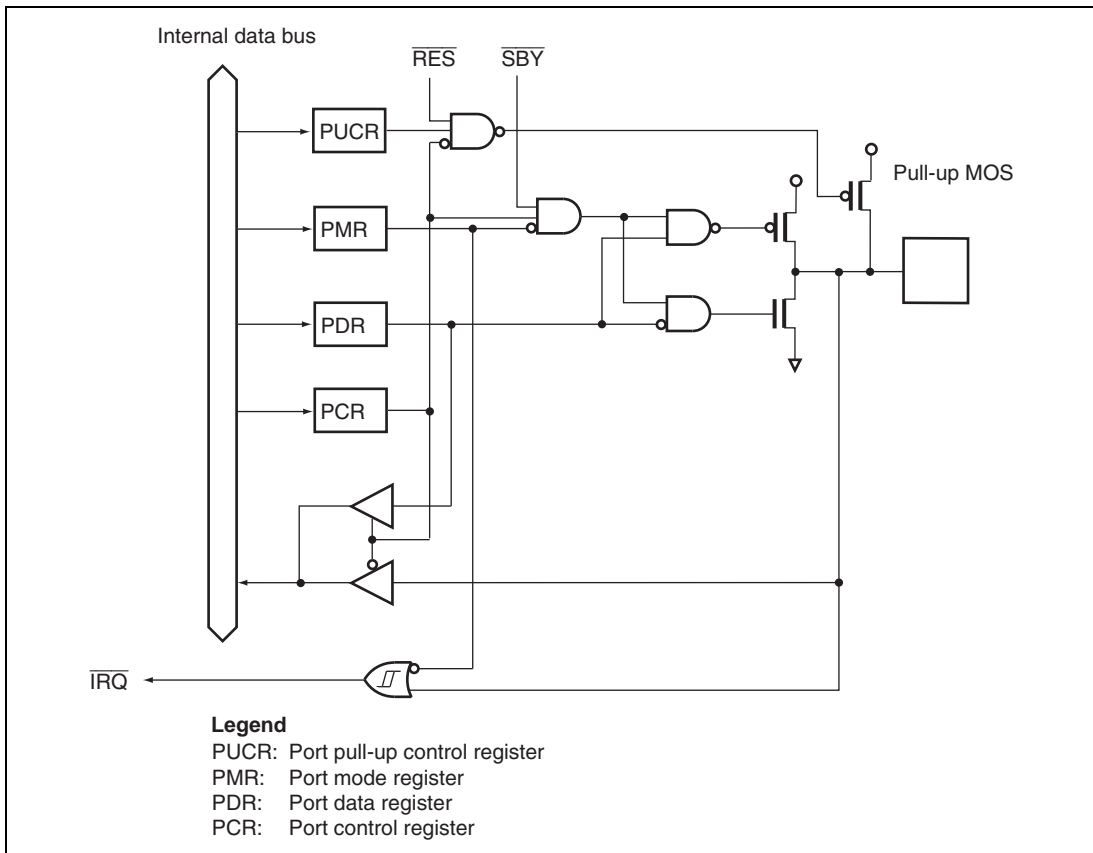 Internal data bus
RES
SBY
PUCR
Pull-up MOS
PMR
PDR
PCR
IRQ
Legend
PUCR: Port pull-up control register
PMR: Port mode register
PDR: Port data register
PCR: Port control register